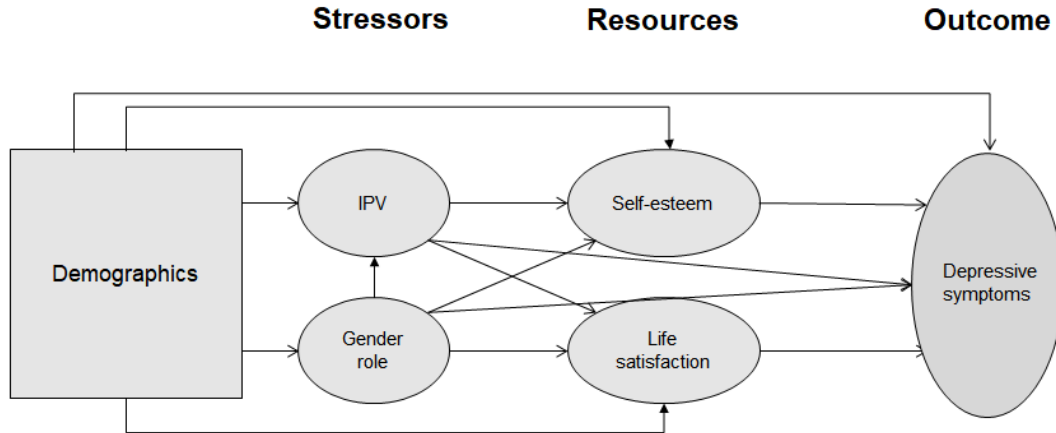 Stressors
Resources
Outcome
IPV
Self-esteem
Demographics
Depressive
symptoms
Gender
role
Life
satisfaction